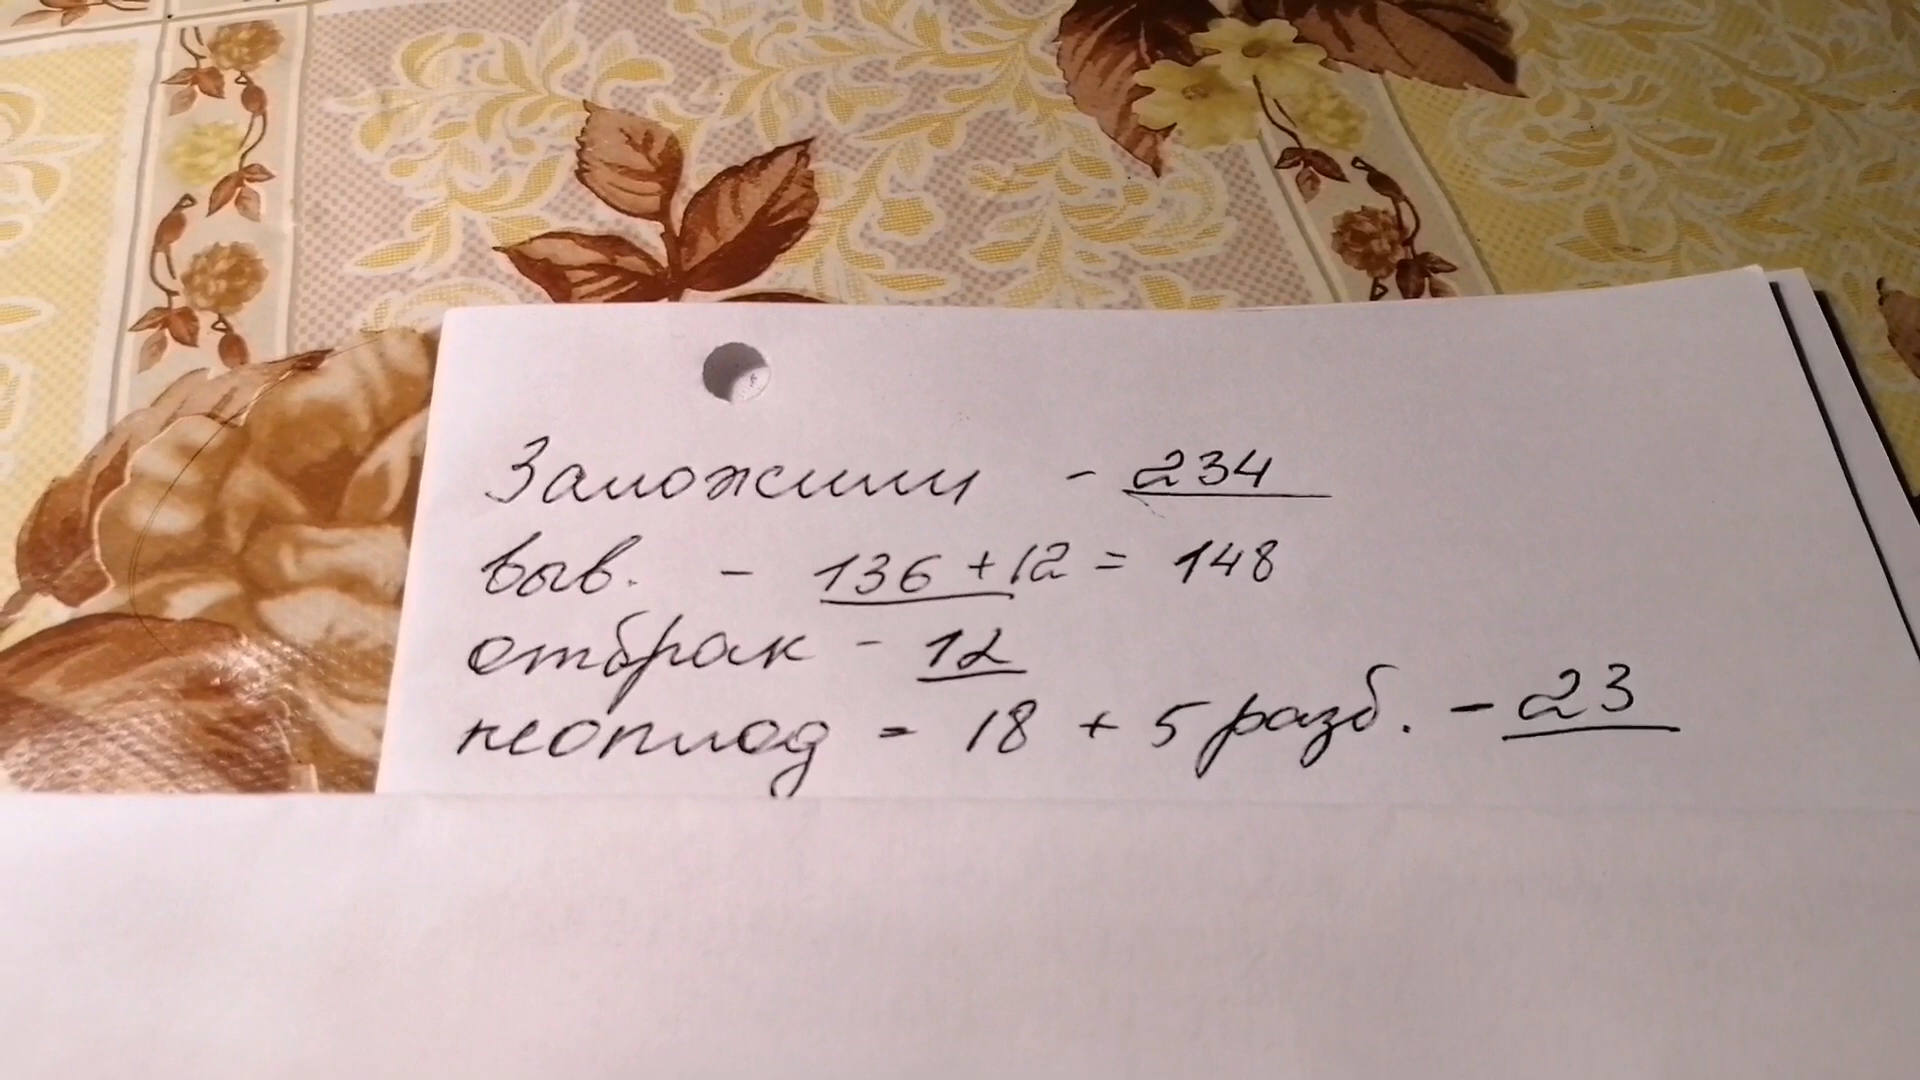 Заложили - 234
выв. - 136 + 12 = 148
отбрак - 12
неоплод = 18 + 5 разб. - 23